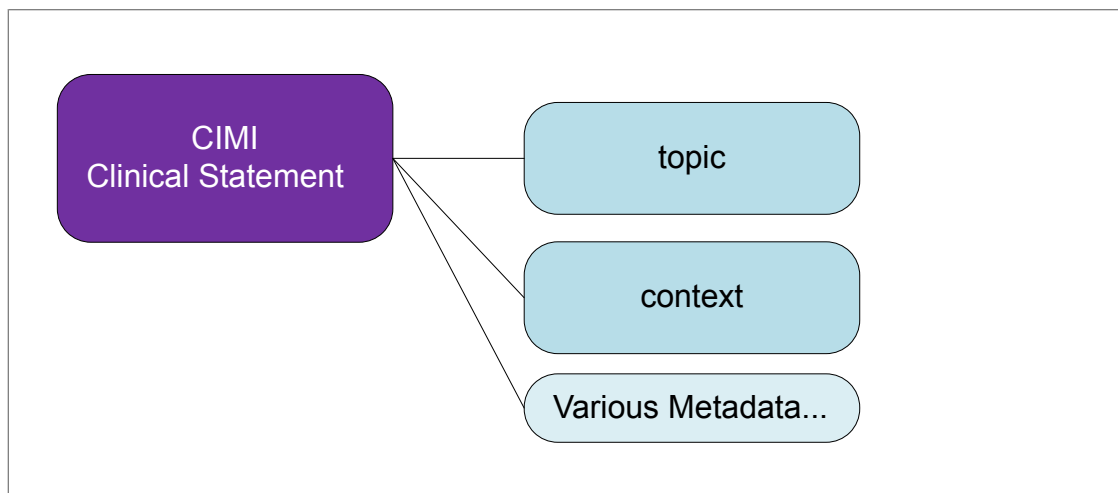 CIMI
Clinical Statement
topic
context
Various Metadata...